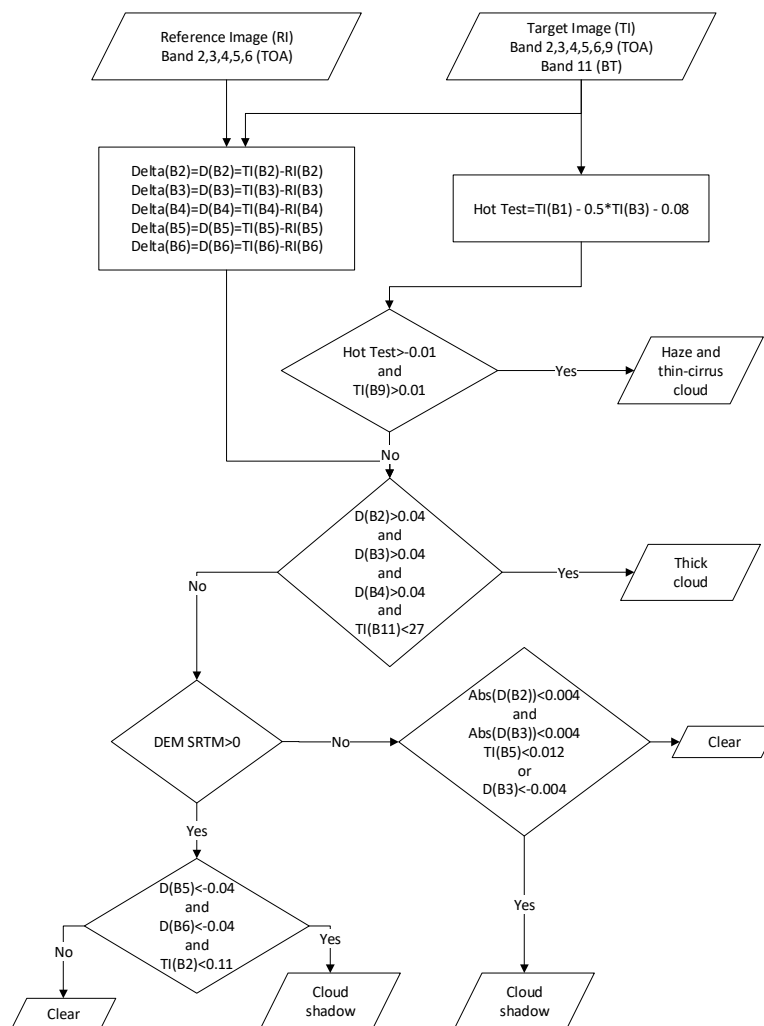 Reference Image (RI)
Band 2,3,4,5,6 (TOA)
Target Image (TI)
Band 2,3,4,5,6,9 (TOA)
Band 11 (BT)
Delta(B2)=D(B2)=TI(B2)-RI(B2)
Delta(B3)=D(B3)=TI(B3)-RI(B3)
Delta(B4)=D(B4)=TI(B4)-RI(B4)
Delta(B5)=D(B5)=TI(B5)-RI(B5)
Delta(B6)=D(B6)=TI(B6)-RI(B6)
Hot Test=TI(B1) - 0.5*TI(B3) - 0.08
Hot Test>-0.01
and
TI(B9)>0.01
Yes
Haze and
thin-cirrus
cloud
No
D(B2)>0.04
and
D(B3)>0.04
and
D(B4)>0.04
and
TI(B11)<27
Yes
Thick
cloud
No
DEM SRTM>0
No
Abs(D(B2))<0.004
and
Abs(D(B3))<0.004
TI(B5)<0.012
or
D(B3)<-0.004
Clear
Yes
D(B5)<-0.04
and
D(B6)<-0.04
and
TI(B2)<0.11
No
Yes
Yes
Clear
Cloud
shadow
Cloud
shadow